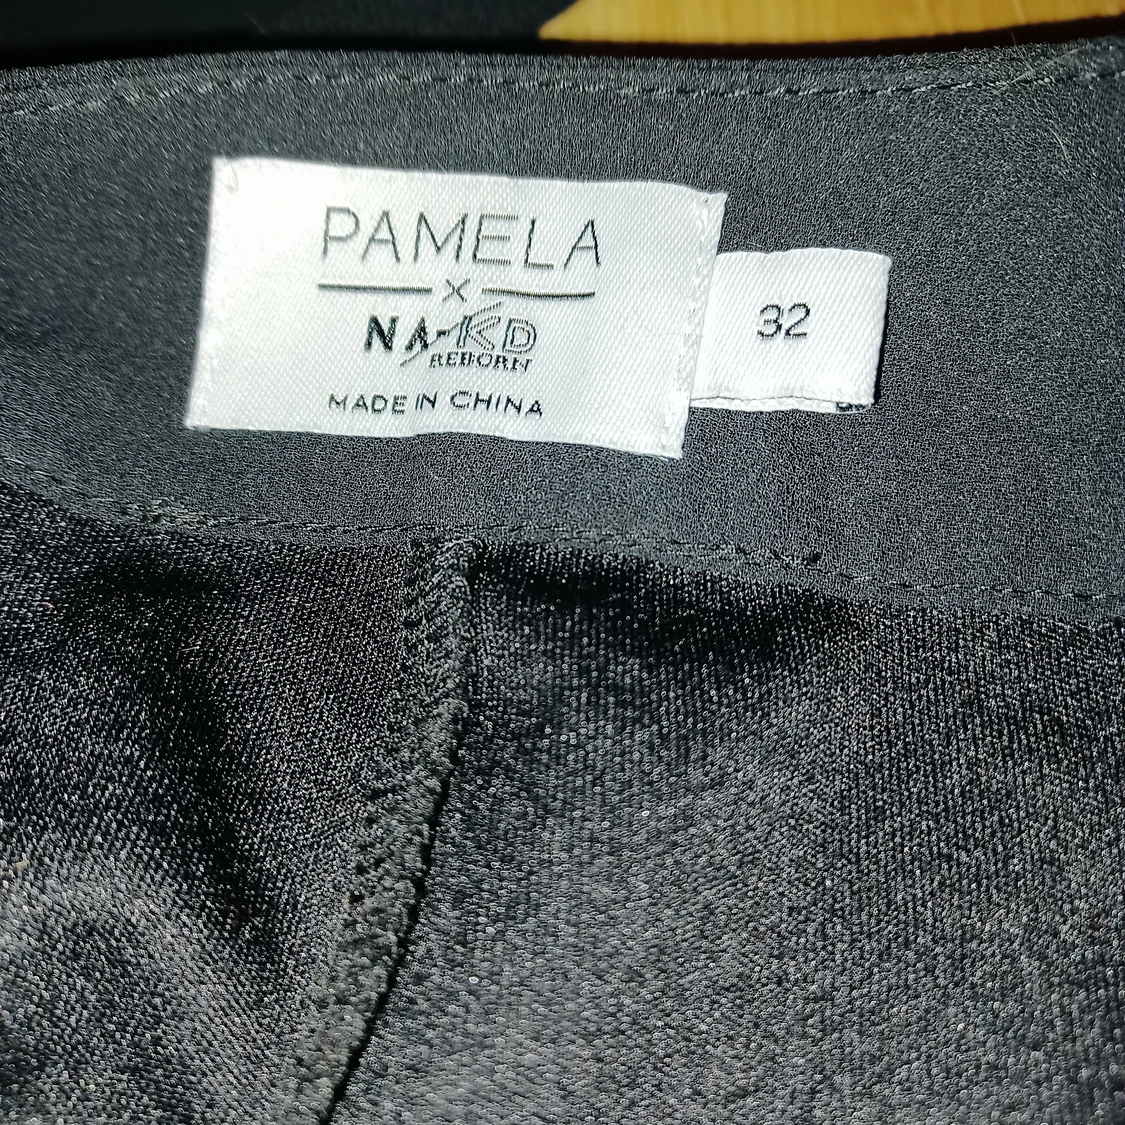 PAMELA
×
NA-KD
REBORN
MADE IN CHINA
32